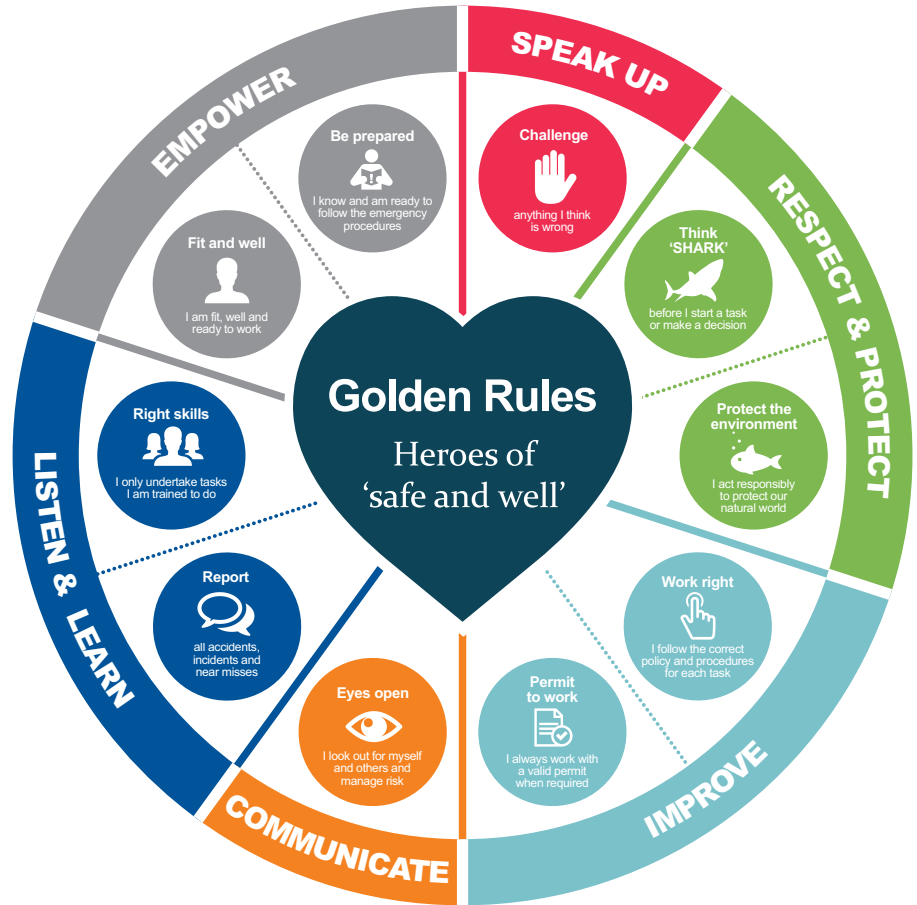 Golden Rules
Heroes of
‘safe and well’
SPEAK UP
Challenge
anything I think
is wrong
RESPECT & PROTECT
Think
‘SHARK’
before I start a task
or make a decision
Protect the
environment
I act responsibly
to protect our
natural world
IMPROVE
Work right
I follow the correct
policy and procedures
for each task
Permit
to work
I always work with
a valid permit
when required
COMMUNICATE
Eyes open
I look out for myself
and others and
manage risk
LISTEN & LEARN
Report
all accidents,
incidents and
near misses
Right skills
I only undertake tasks
I am trained to do
EMPOWER
Fit and well
I am fit, well and
ready to work
Be prepared
!
I know and am ready to
follow the emergency
procedures